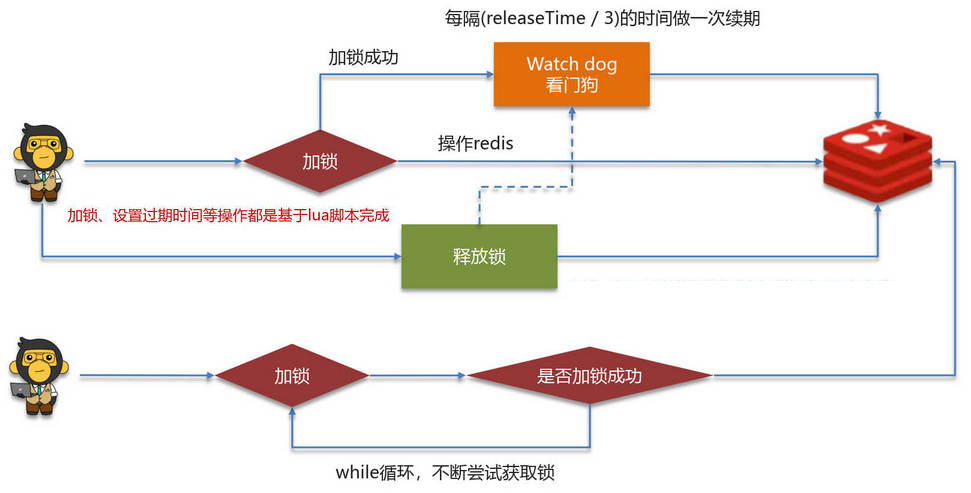 每隔(releaseTime / 3)的时间做一次续期
加锁成功
Watch dog
看门狗
加锁
操作redis
加锁、设置过期时间等操作都是基于lua脚本完成
释放锁
加锁
是否加锁成功
while循环，不断尝试获取锁